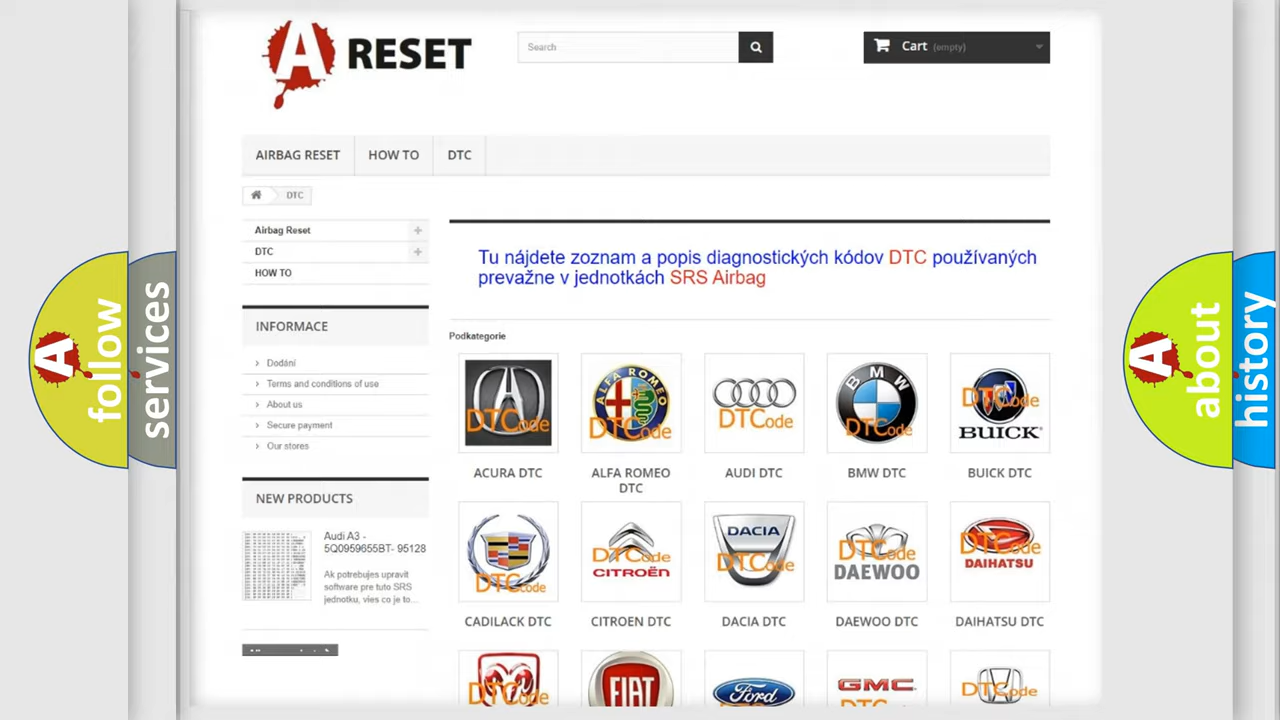 A RESET
Search
Cart (empty)
AIRBAG RESET
HOW TO
DTC
DTC
Airbag Reset
DTC
HOW TO
INFORMACE
Dodání
Terms and conditions of use
About us
Secure payment
Our stores
NEW PRODUCTS
Audi A3 -
5Q0959655BT- 95128
Ak potrebujes upravit
software pre tuto SRS
jednotku, vies co je to...
Tu nájdete zoznam a popis diagnostických kódov DTC používaných
prevažne v jednotkách SRS Airbag
Podkategorie
DTCode
ALFA ROMEO
DTCode
DTCode
BMW
DTCode
DTCode
BUICK
ACURA DTC
ALFA ROMEO
DTC
AUDI DTC
BMW DTC
BUICK DTC
DTCode
DTCode
CITROËN
DACIA
DTCode
DTCode
DAEWOO
DTCode
DAIHATSU
CADILACK DTC
CITROEN DTC
DACIA DTC
DAEWOO DTC
DAIHATSU DTC
DTCode
FIAT
Ford
GMC
DTCode
A follow
services
A about
history